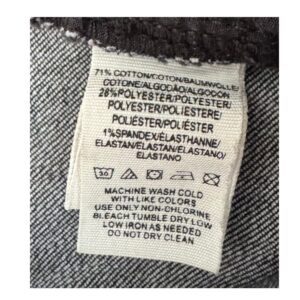 71% COTTON/COTON/BAUMWOLLE/
COTONE/ALGODÃO/ALGODÓN
28% POLYESTER/POLYESTER/
POLYESTER/POLIESTERE/
POLIÉSTER/POLIÉSTER
1% SPANDEX/ÉLASTHANNE/
ELASTAN/ELASTAN/ELASTANO/
ELASTANO
30
MACHINE WASH COLD
WITH LIKE COLORS
USE ONLY NON-CHLORINE
BLEACH TUMBLE DRY LOW
LOW IRON AS NEEDED
DO NOT DRY CLEAN